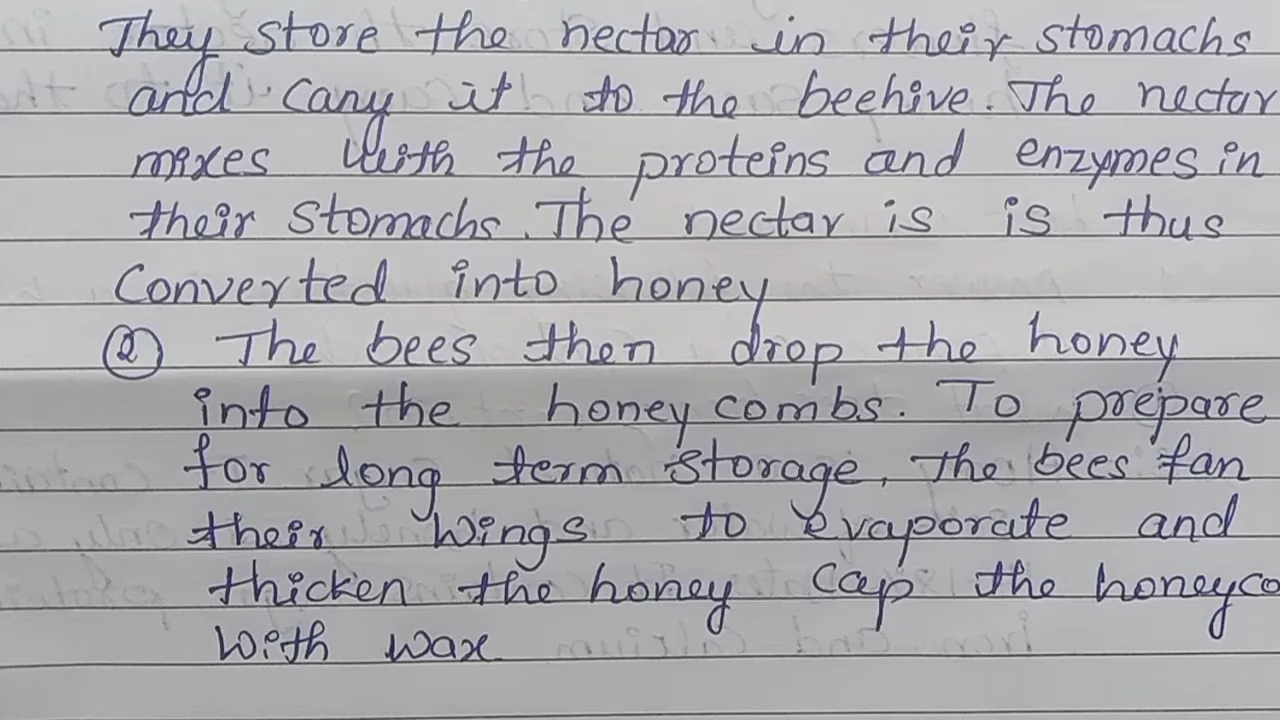 They store the nectar in their stomachs
and carry it to the beehive. The nectar
mixes with the proteins and enzymes in
their stomachs. The nectar is is thus
Converted into honey
② The bees then drop the honey
into the honey combs. To prepare
for long term storage, the bees fan
their wings to evaporate and
thicken the honey cap the honeyco
with wax